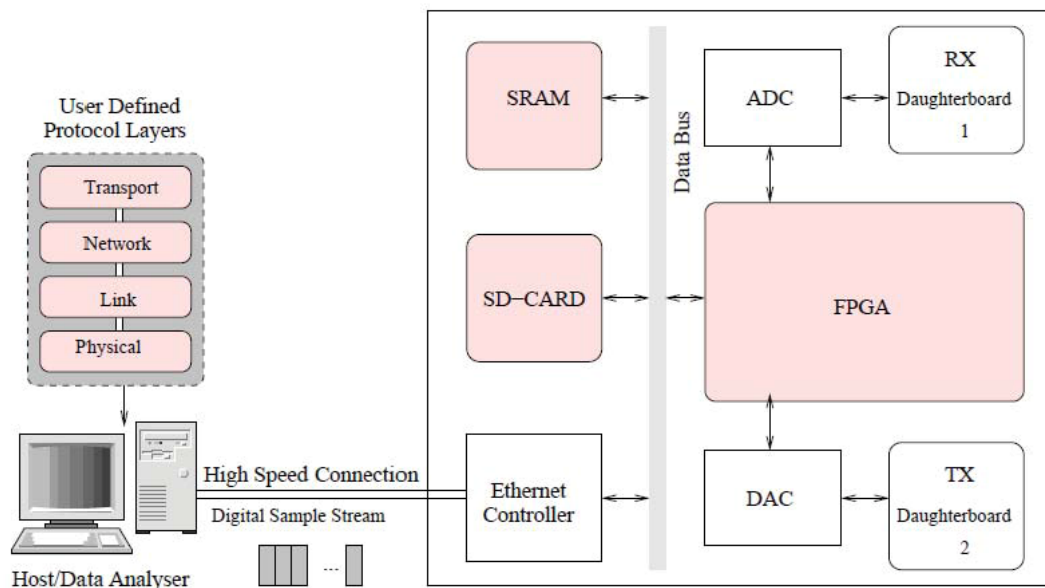 User Defined
Protocol Layers
Transport
Network
Link
Physical
Host/Data Analyser
High Speed Connection
Digital Sample Stream
...
SRAM
SD-CARD
Ethernet
Controller
Data Bus
ADC
RX
Daughterboard
1
FPGA
DAC
TX
Daughterboard
2